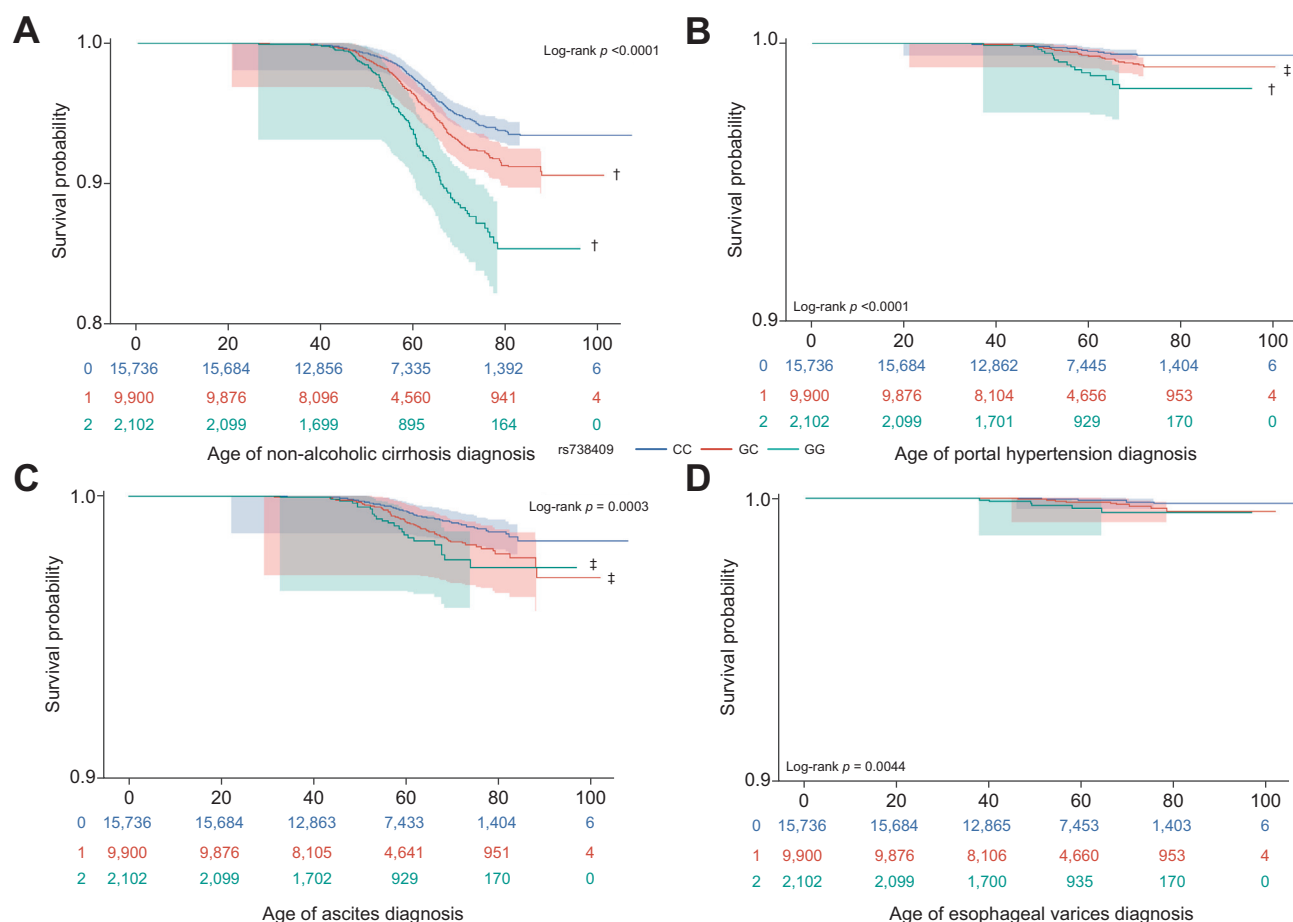 A
1.0
Log-rank p <0.0001
Survival probability
0.9
†
†
0.8
0 20 40 60 80 100
0 15,736 15,684 12,856 7,335 1,392 6
1 9,900 9,876 8,096 4,560 941 4
2 2,102 2,099 1,699 895 164 0
Age of non-alcoholic cirrhosis diagnosis
B
1.0
‡
†
Survival probability
Log-rank p <0.0001
0.9
0 20 40 60 80 100
0 15,736 15,684 12,862 7,445 1,404 6
1 9,900 9,876 8,104 4,656 953 4
2 2,102 2,099 1,701 929 170 0
Age of portal hypertension diagnosis
rs738409 CC GC GG
C
1.0
Log-rank p = 0.0003
Survival probability
‡
‡
0.9
0 20 40 60 80 100
0 15,736 15,684 12,863 7,433 1,404 6
1 9,900 9,876 8,105 4,641 951 4
2 2,102 2,099 1,702 929 170 0
Age of ascites diagnosis
D
1.0
Survival probability
Log-rank p = 0.0044
0.9
0 20 40 60 80 100
0 15,736 15,684 12,865 7,453 1,403 6
1 9,900 9,876 8,106 4,660 953 4
2 2,102 2,099 1,700 935 170 0
Age of esophageal varices diagnosis